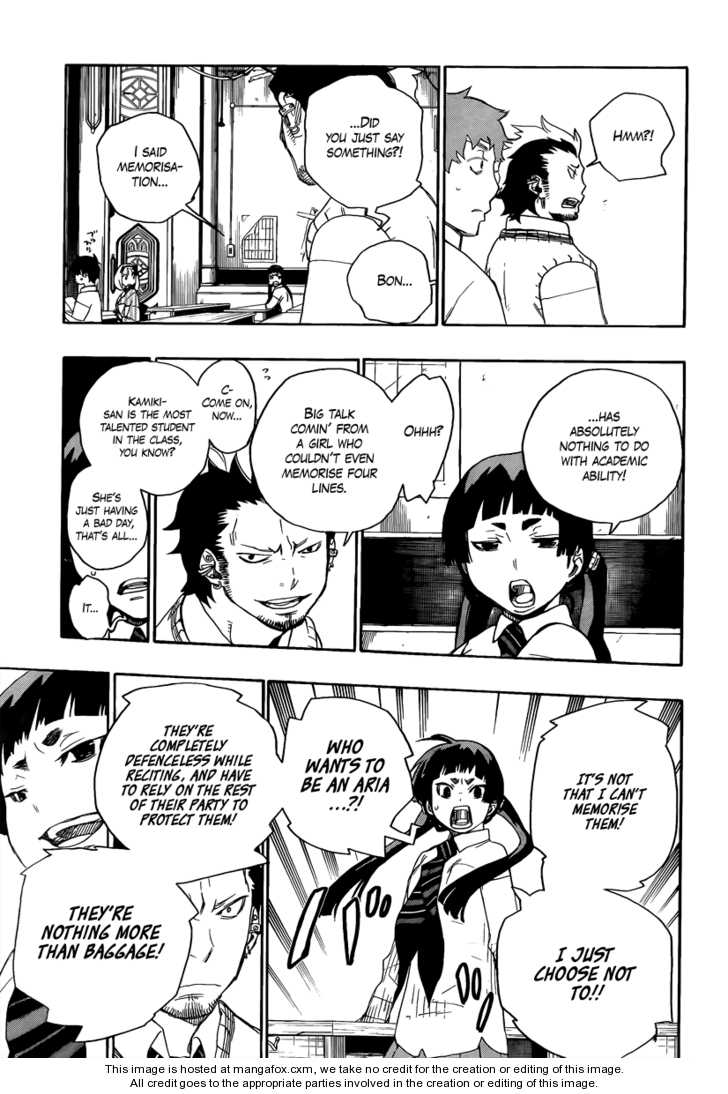 HMM?!
...DID
YOU JUST SAY
SOMETHING?!
BON...
I SAID
MEMORISA-
TION...
...HAS
ABSOLUTELY
NOTHING TO DO
WITH ACADEMIC
ABILITY!
OHHH?
BIG TALK
COMIN' FROM
A GIRL WHO
COULDN'T EVEN
MEMORISE FOUR
LINES.
C-
COME ON,
NOW...
KAMIKI-
SAN IS THE MOST
TALENTED STUDENT
IN THE CLASS,
YOU KNOW?
SHE'S
JUST HAVING
A BAD DAY,
THAT'S ALL...
IT...
IT'S NOT
THAT I CAN'T
MEMORISE
THEM!
I JUST
CHOOSE NOT
TO!!
WHO
WANTS TO
BE AN ARIA
...?!
THEY'RE
COMPLETELY
DEFENCELESS WHILE
RECITING, AND HAVE
TO RELY ON THE REST
OF THEIR PARTY TO
PROTECT THEM!
THEY'RE
NOTHING MORE
THAN BAGGAGE!
This image is hosted at mangafox.cxm, we take no credit for the creation or editing of this image.
All credit goes to the appropriate parties involved in the creation or editing of this image.